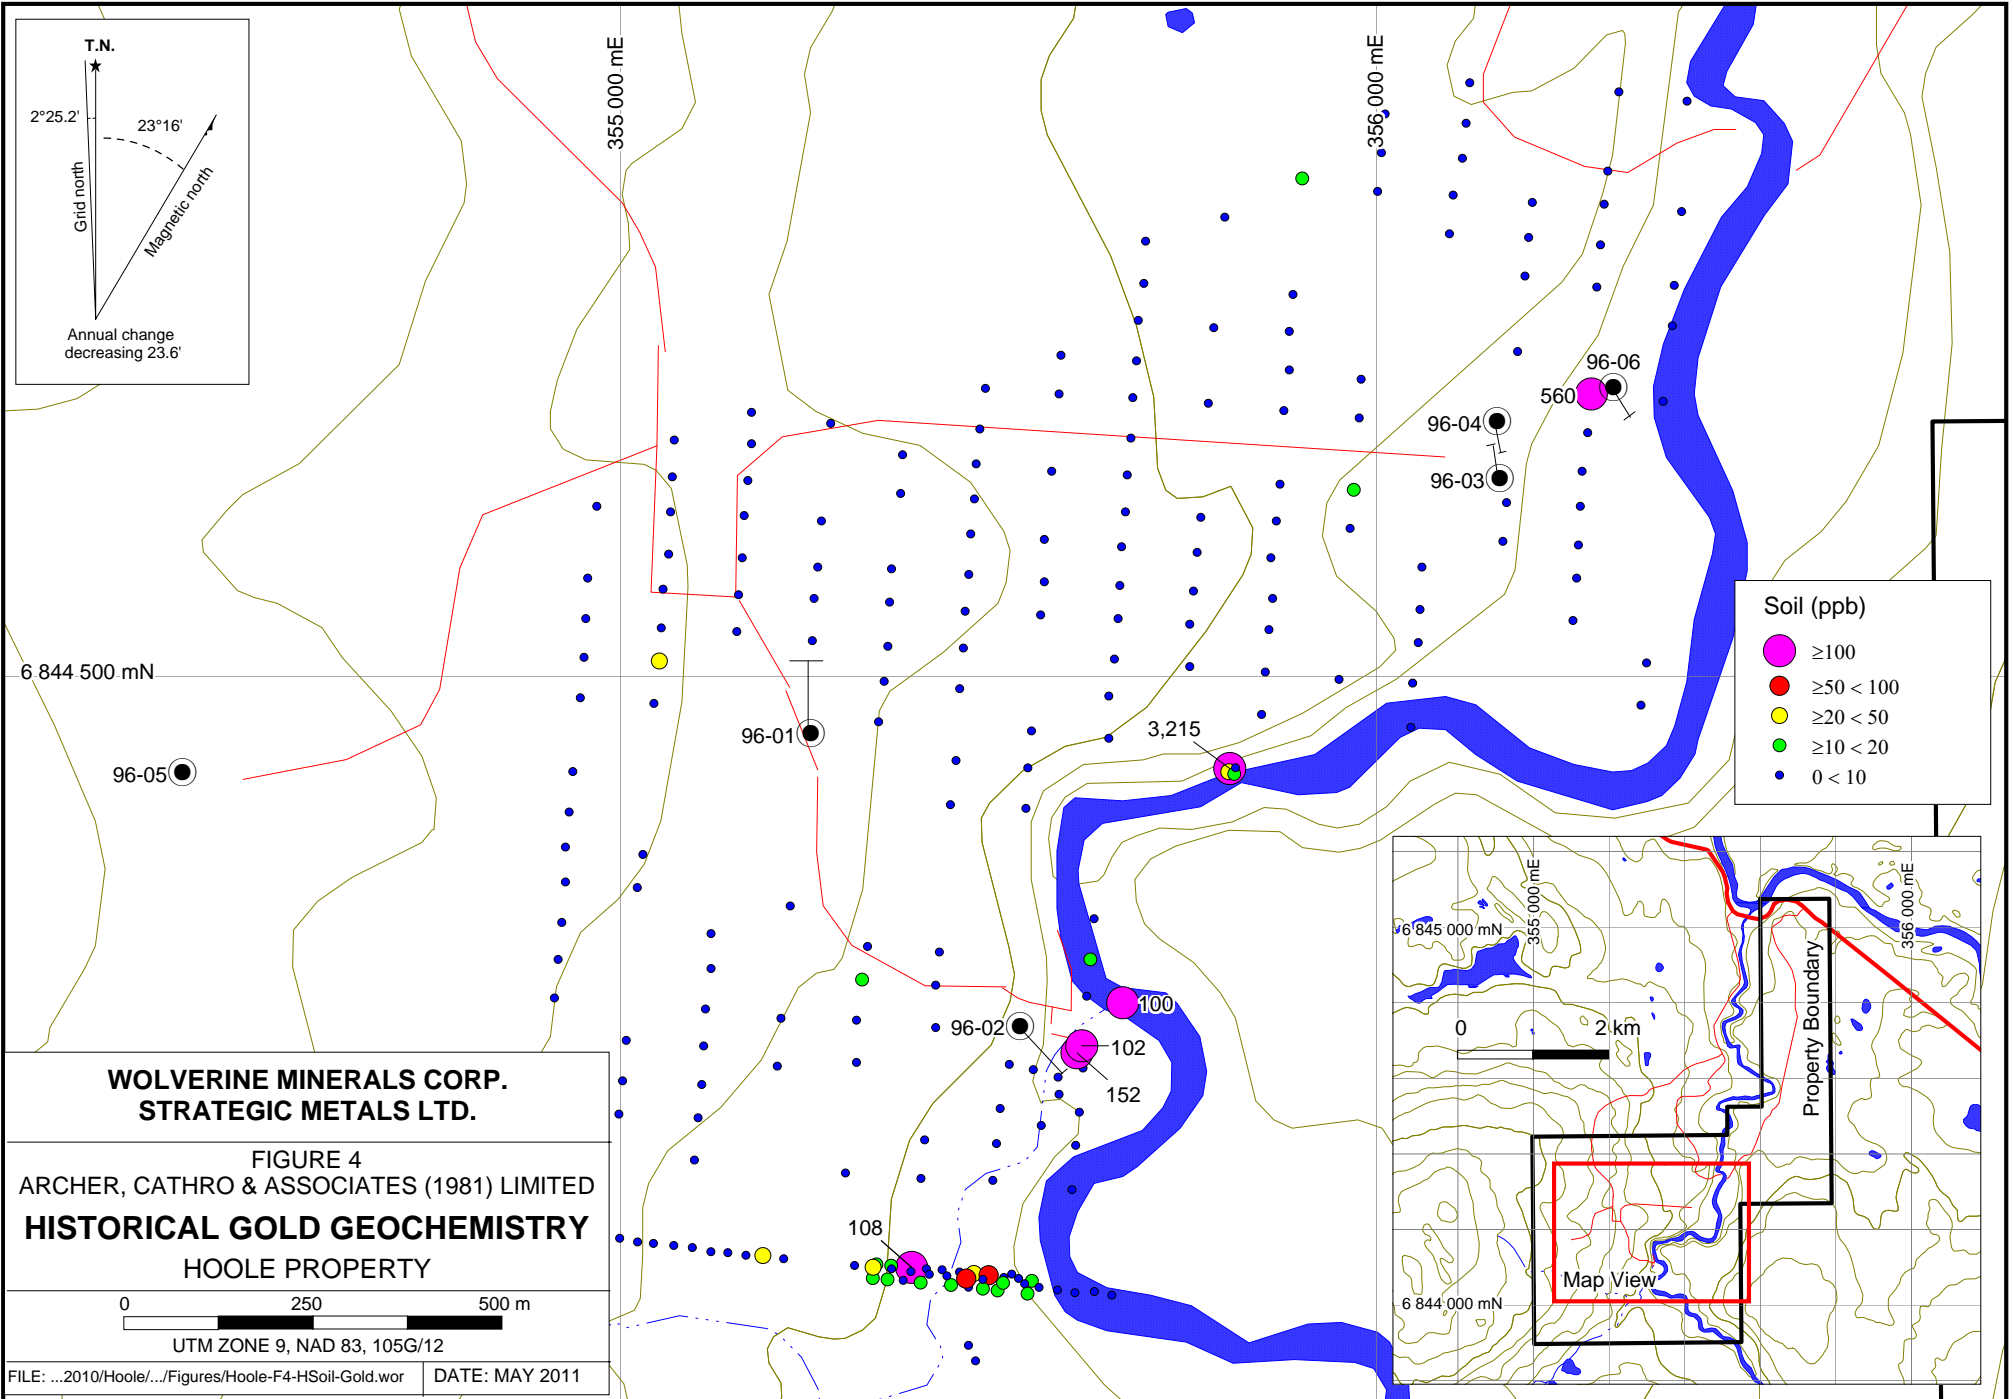 T.N.
2°25.2'
23°16'
Grid north
Magnetic north
Annual change
decreasing 23.6'
355 000 mE
356 000 mE
6 844 500 mN
96-06
560
96-04
96-03
96-01
96-05
3,215
96-02
100
102
152
108
Soil (ppb)
≥100
≥50 < 100
≥20 < 50
≥10 < 20
0 < 10
355 000 mE
356 000 mE
6 845 000 mN
0 2 km
Property Boundary
Map View
6 844 000 mN
WOLVERINE MINERALS CORP.
STRATEGIC METALS LTD.
FIGURE 4
ARCHER, CATHRO & ASSOCIATES (1981) LIMITED
HISTORICAL GOLD GEOCHEMISTRY
HOOLE PROPERTY
0 250 500 m
UTM ZONE 9, NAD 83, 105G/12
FILE: ...2010/Hoole/.../Figures/Hoole-F4-HSoil-Gold.wor
DATE: MAY 2011